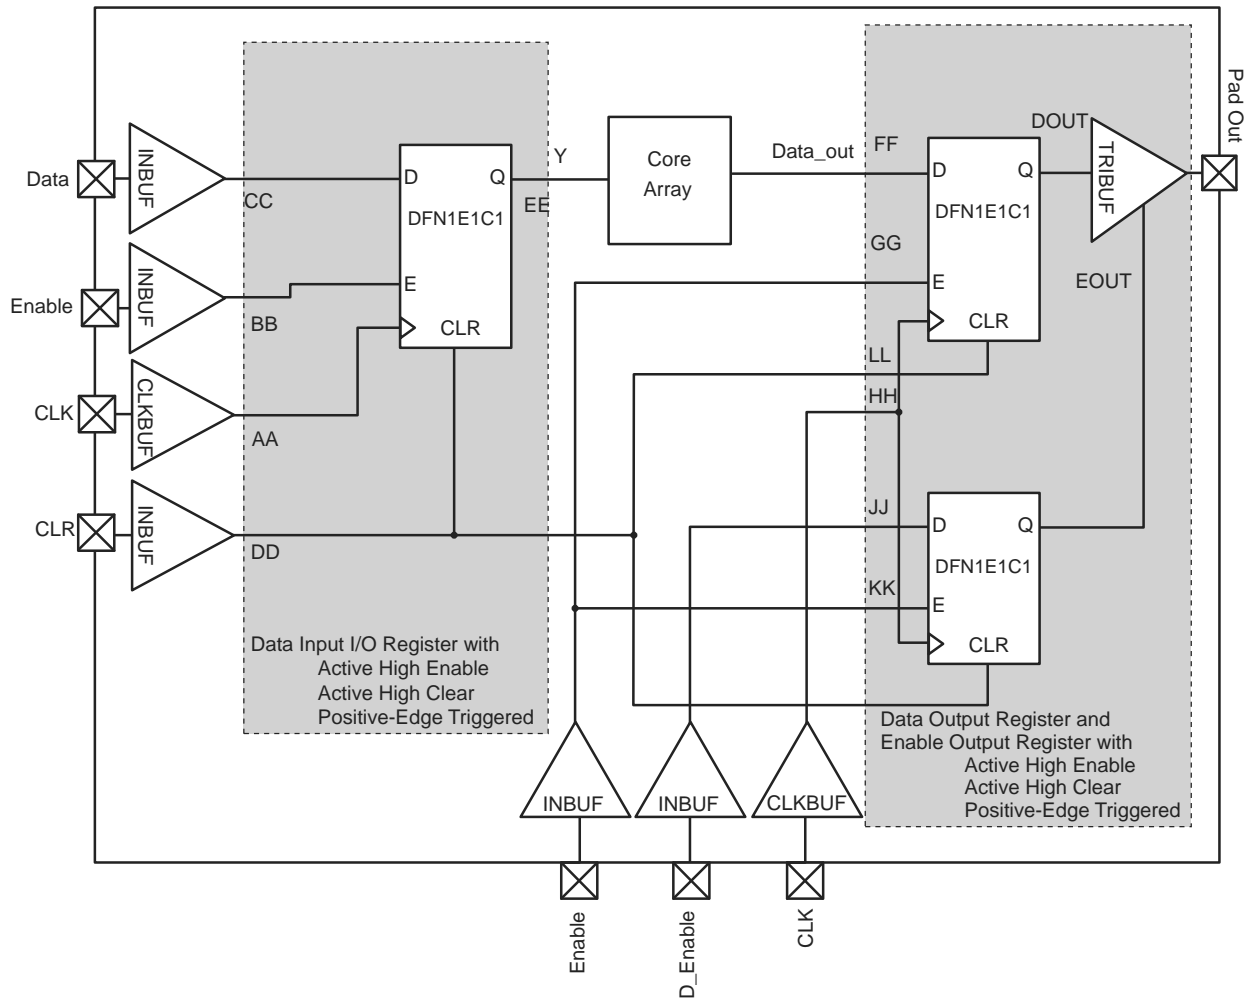 Data
INBUF
CC
D
Q
DFN1E1C1
E
CLR
Y
EE
Core
Array
Data_out
FF
D
Q
DFN1E1C1
GG
E
CLR
DOUT
TRIBUF
Pad Out
EOUT
Enable
INBUF
BB
CLK
CLKBUF
AA
CLR
INBUF
DD
LL
HH
JJ
D
Q
DFN1E1C1
KK
E
CLR
Data Input I/O Register with
Active High Enable
Active High Clear
Positive-Edge Triggered
Data Output Register and
Enable Output Register with
Active High Enable
Active High Clear
Positive-Edge Triggered
INBUF
INBUF
CLKBUF
Enable
D_Enable
CLK